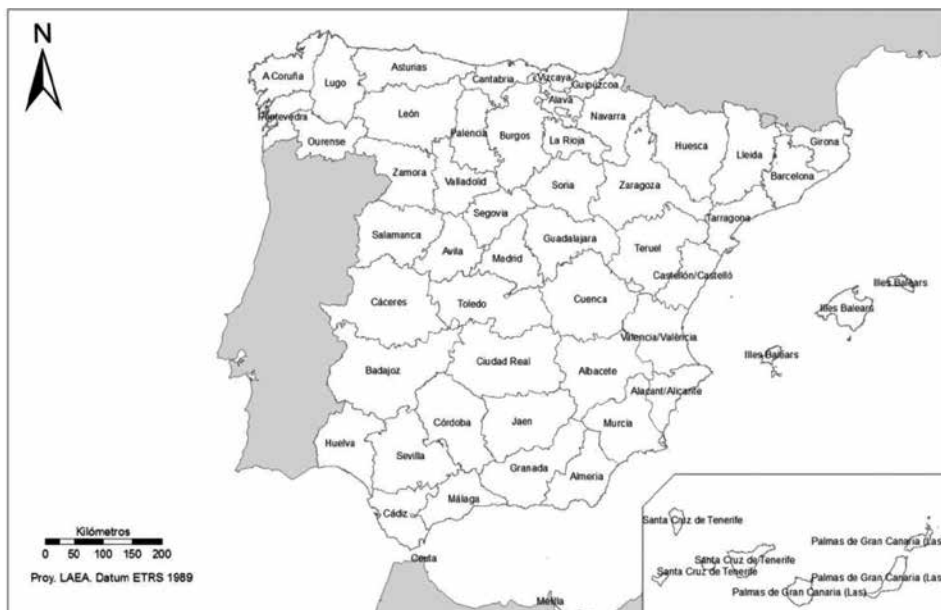 N
A Coruña
Lugo
Asturias
Cantabria
Vizcaya
Guipúzcoa
Alava
Navarra
Pontevedra
Ourense
León
Palencia
Burgos
La Rioja
Huesca
Lleida
Girona
Barcelona
Zamora
Valladolid
Soria
Zaragoza
Tarragona
Segovia
Salamanca
Avila
Madrid
Guadalajara
Teruel
Castellón/Castelló
Cáceres
Toledo
Cuenca
Valencia/València
Illes Balears
Illes Balears
Illes Balears
Badajoz
Ciudad Real
Albacete
Alacant/Alicante
Huelva
Sevilla
Córdoba
Jaen
Murcia
Granada
Almeria
Cádiz
Málaga
Ceuta
Melilla
Kilómetros
0 50 100 150 200
Proy. LAEA. Datum ETRS 1989
Santa Cruz de Tenerife
Santa Cruz de Tenerife
Santa Cruz de Tenerife
Palmas de Gran Canaria (Las)
Palmas de Gran Canaria (Las)
Palmas de Gran Canaria (Las)